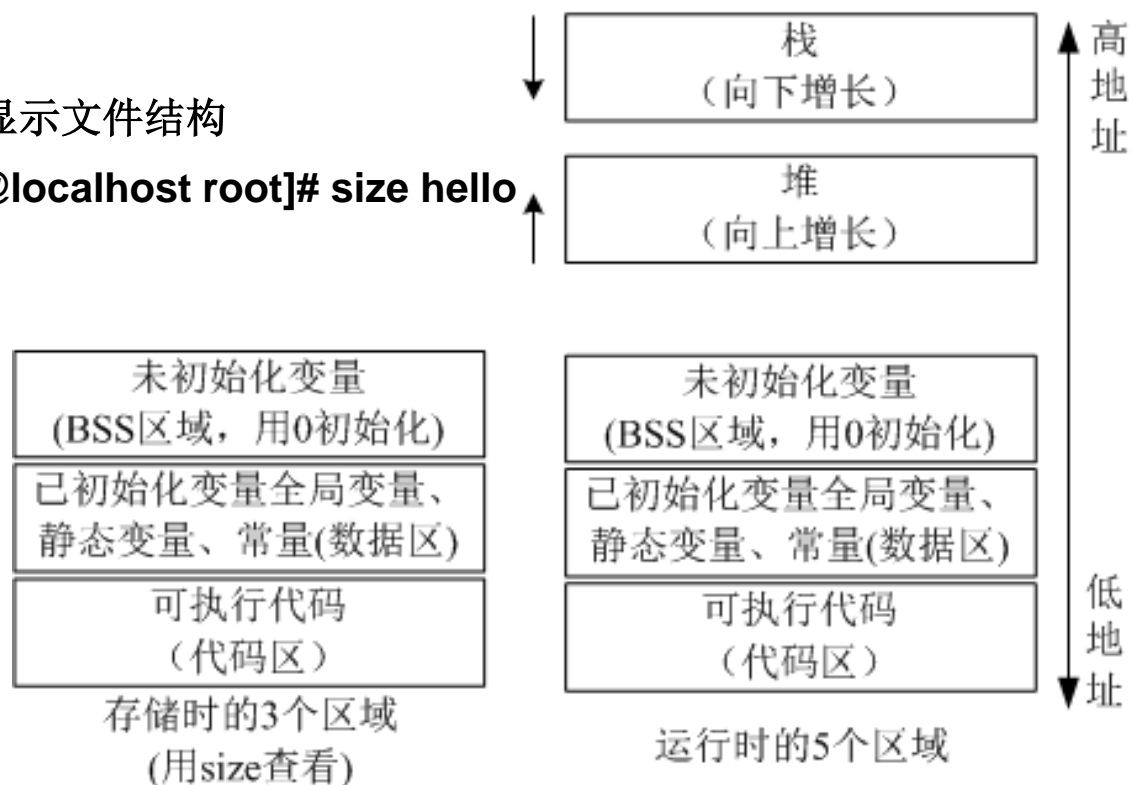 显示文件结构
@localhost root]# size hello
栈
（向下增长）
堆
（向上增长）
高地址
未初始化变量
(BSS区域，用0初始化)
已初始化变量全局变量、
静态变量、常量(数据区)
可执行代码
（代码区）
存储时的3个区域
(用size查看)
未初始化变量
(BSS区域，用0初始化)
已初始化变量全局变量、
静态变量、常量(数据区)
可执行代码
（代码区）
运行时的5个区域
低地址